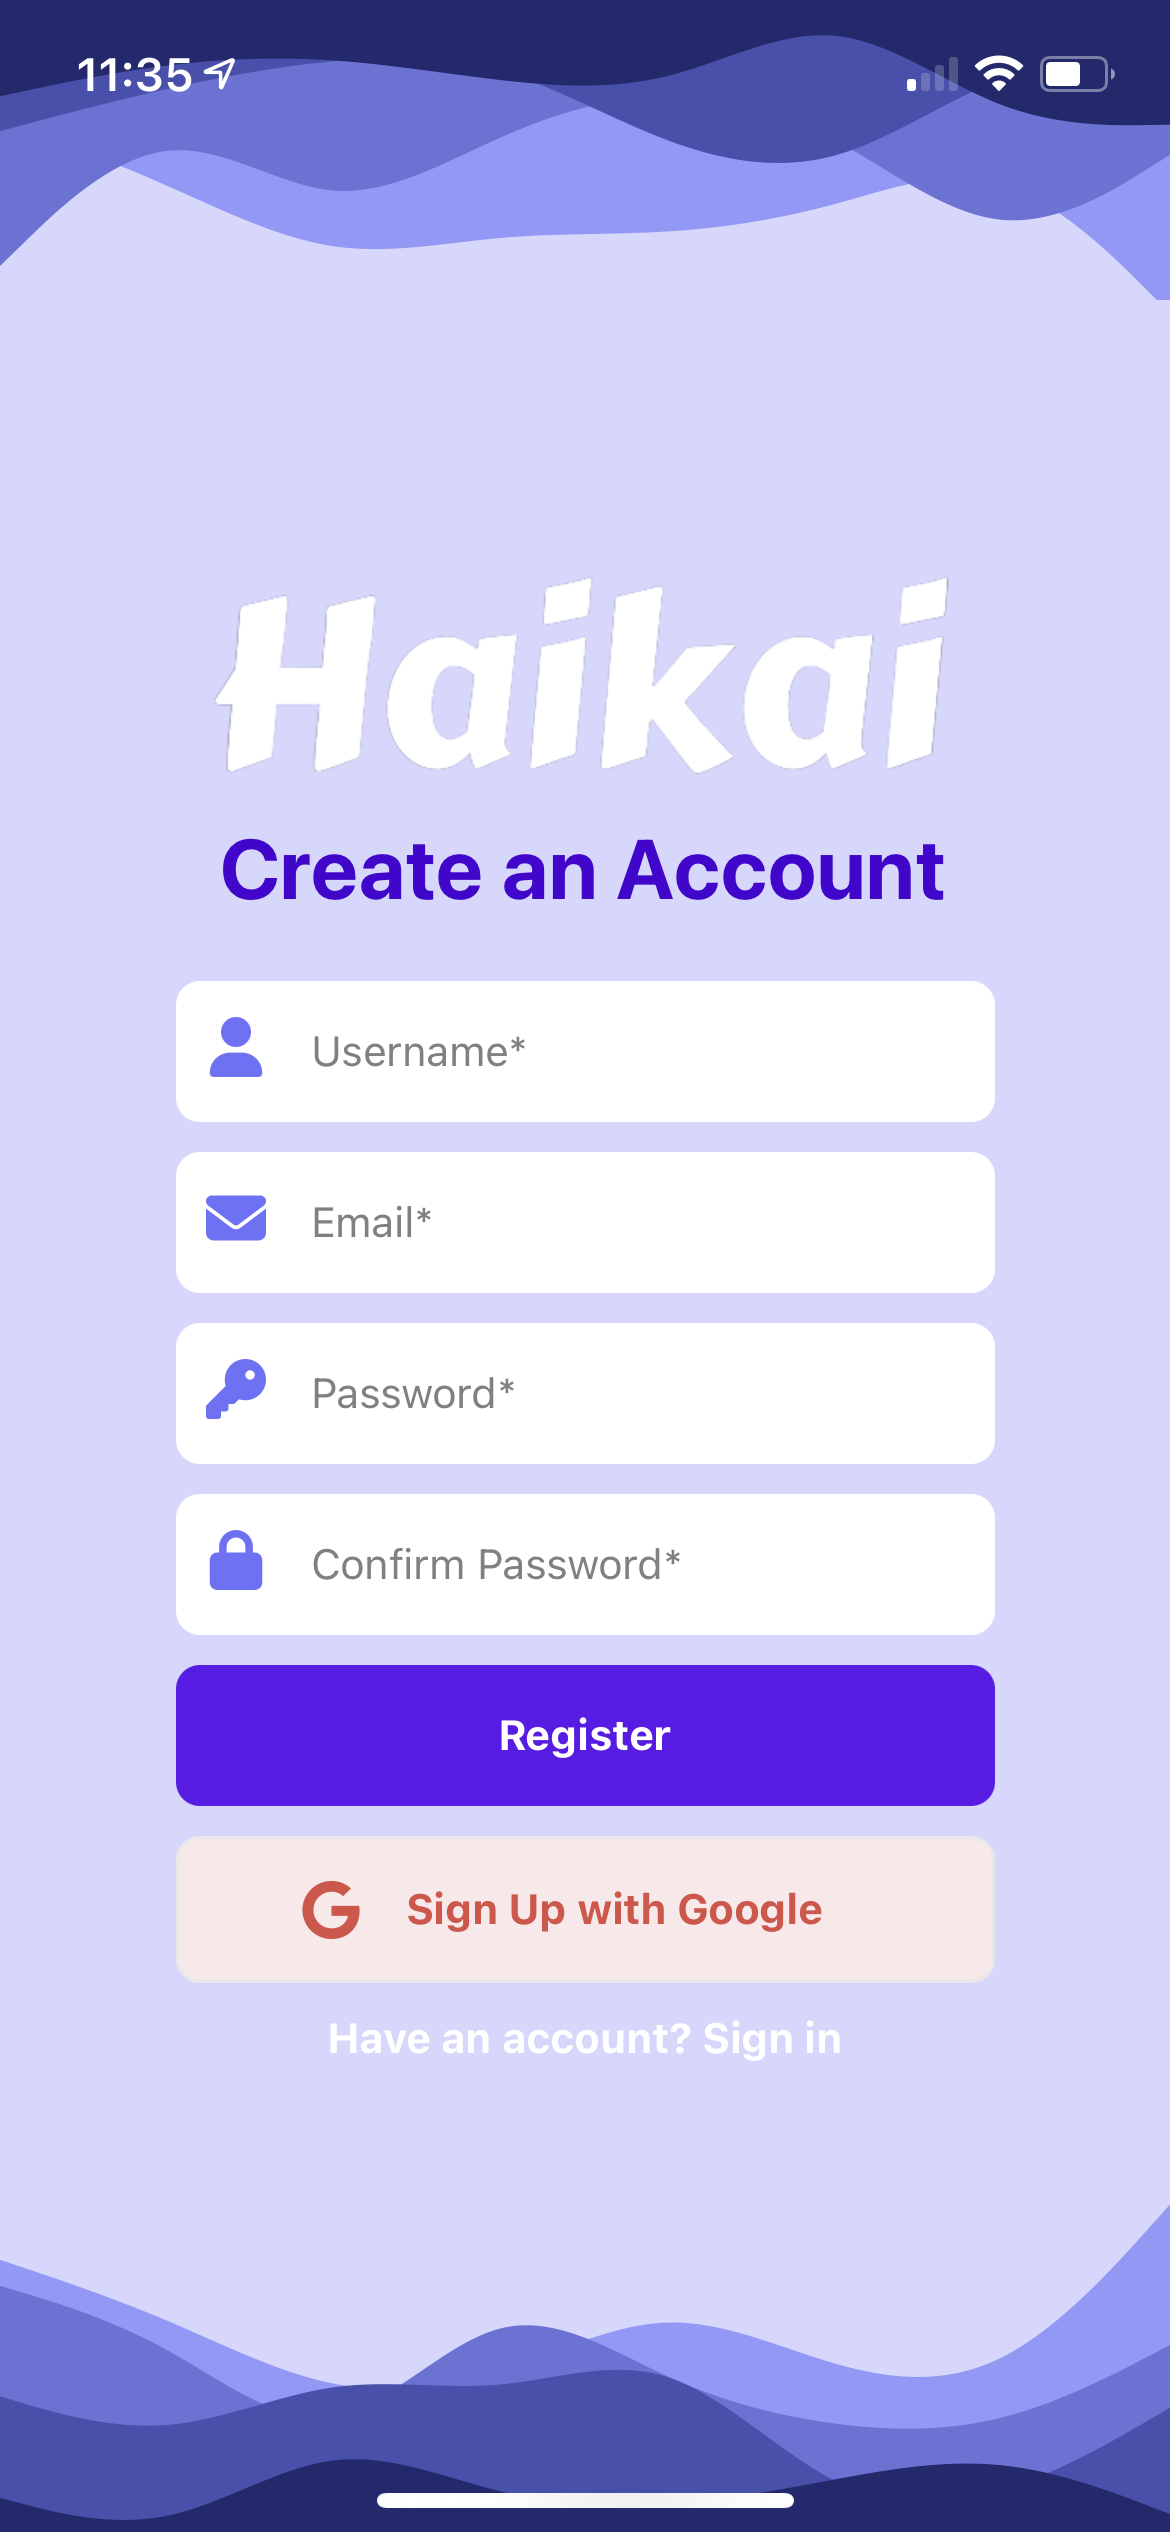 11:35
Haikai
Create an Account
Username*
Email*
Password*
Confirm Password*
Register
Sign Up with Google
Have an account? Sign in